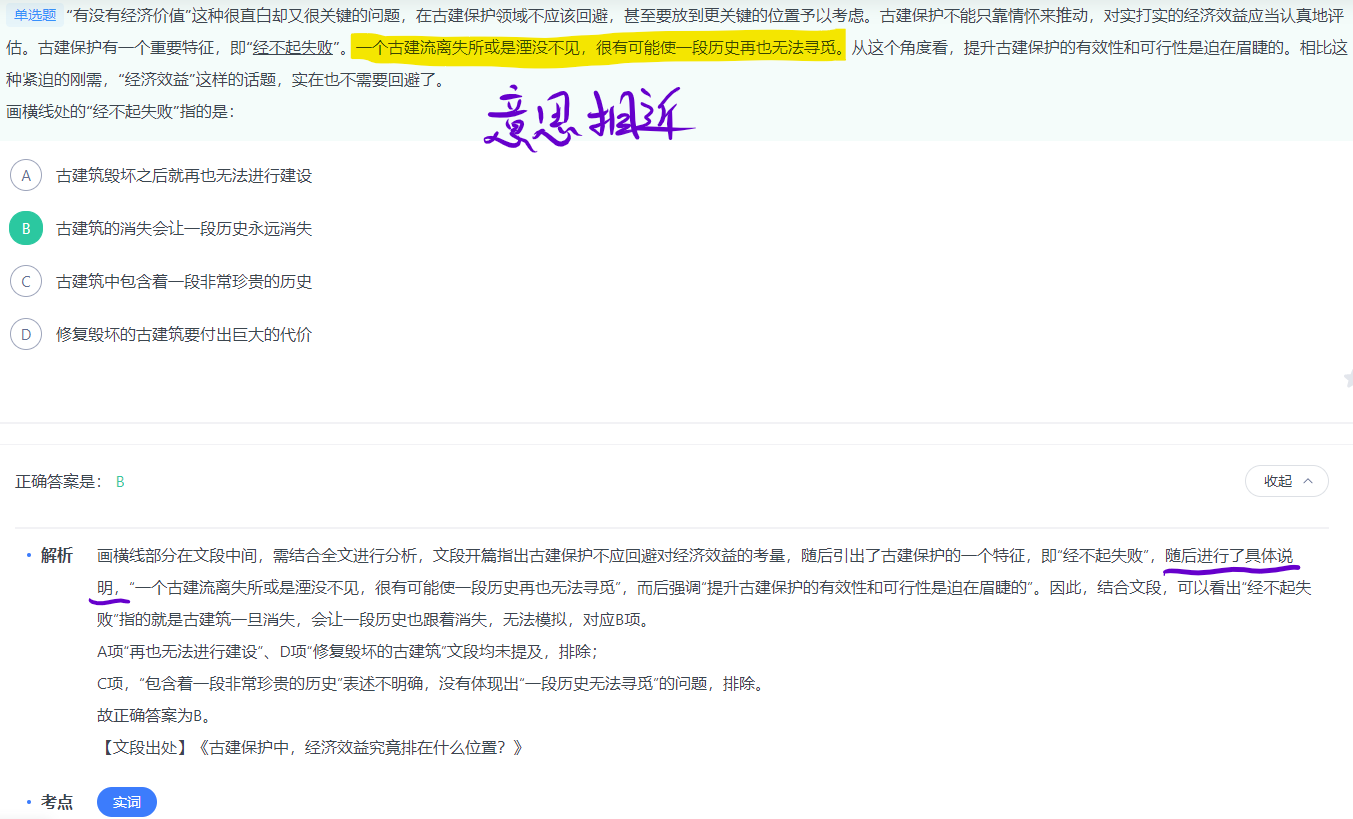 单选题 “有没有经济价值”这种很直白却又很关键的问题，在古建保护领域不应该回避，甚至要放到更关键的位置予以考虑。古建保护不能只靠情怀来推动，对实打实的经济效益应当认真地评
估。古建保护有一个重要特征，即“经不起失败”。一个古建流离失所或是湮没不见，很有可能使一段历史再也无法寻觅。从这个角度看，提升古建保护的有效性和可行性是迫在眉睫的。相比这
种紧迫的刚需，“经济效益”这样的话题，实在也不需要回避了。
画横线处的“经不起失败”指的是：
意思相近
A 古建筑毁坏之后就再也无法进行建设
B 古建筑的消失会让一段历史永远消失
C 古建筑中包含着一段非常珍贵的历史
D 修复毁坏的古建筑要付出巨大的代价
正确答案是： B
收起
解析 画横线部分在文段中间，需结合全文进行分析，文段开篇指出古建保护不应回避对经济效益的考量，随后引出了古建保护的一个特征，即“经不起失败”，随后进行了具体说
明，“一个古建流离失所或是湮没不见，很有可能使一段历史再也无法寻觅”，而后强调“提升古建保护的有效性和可行性是迫在眉睫的”。因此，结合文段，可以看出“经不起失
败”指的就是古建筑一旦消失，会让一段历史也跟着消失，无法模拟，对应B项。
A项“再也无法进行建设”、D项“修复毁坏的古建筑”文段均未提及，排除；
C项，“包含着一段非常珍贵的历史”表述不明确，没有体现出“一段历史无法寻觅”的问题，排除。
故正确答案为B。
【文段出处】《古建保护中，经济效益究竟排在什么位置？》
考点 实词